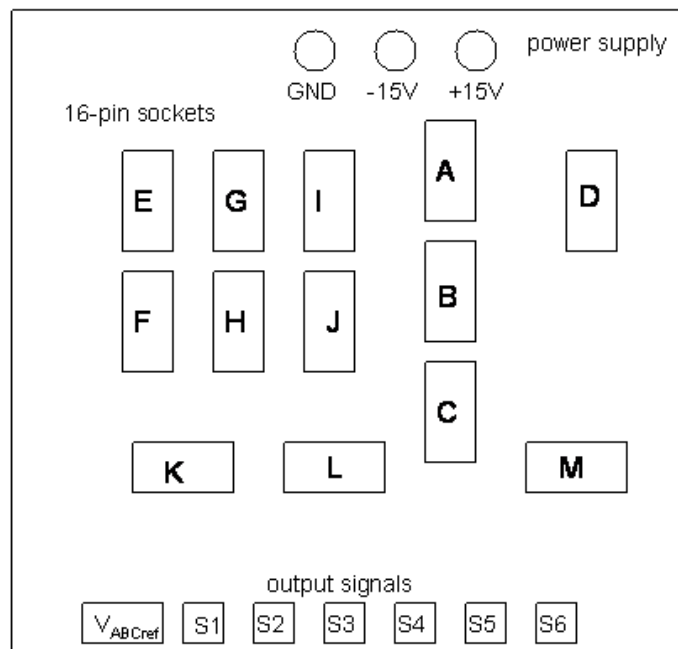 power supply
GND -15V +15V
16-pin sockets
A
E G I D
B
F H J
C
K L M
output signals
VABCref S1 S2 S3 S4 S5 S6